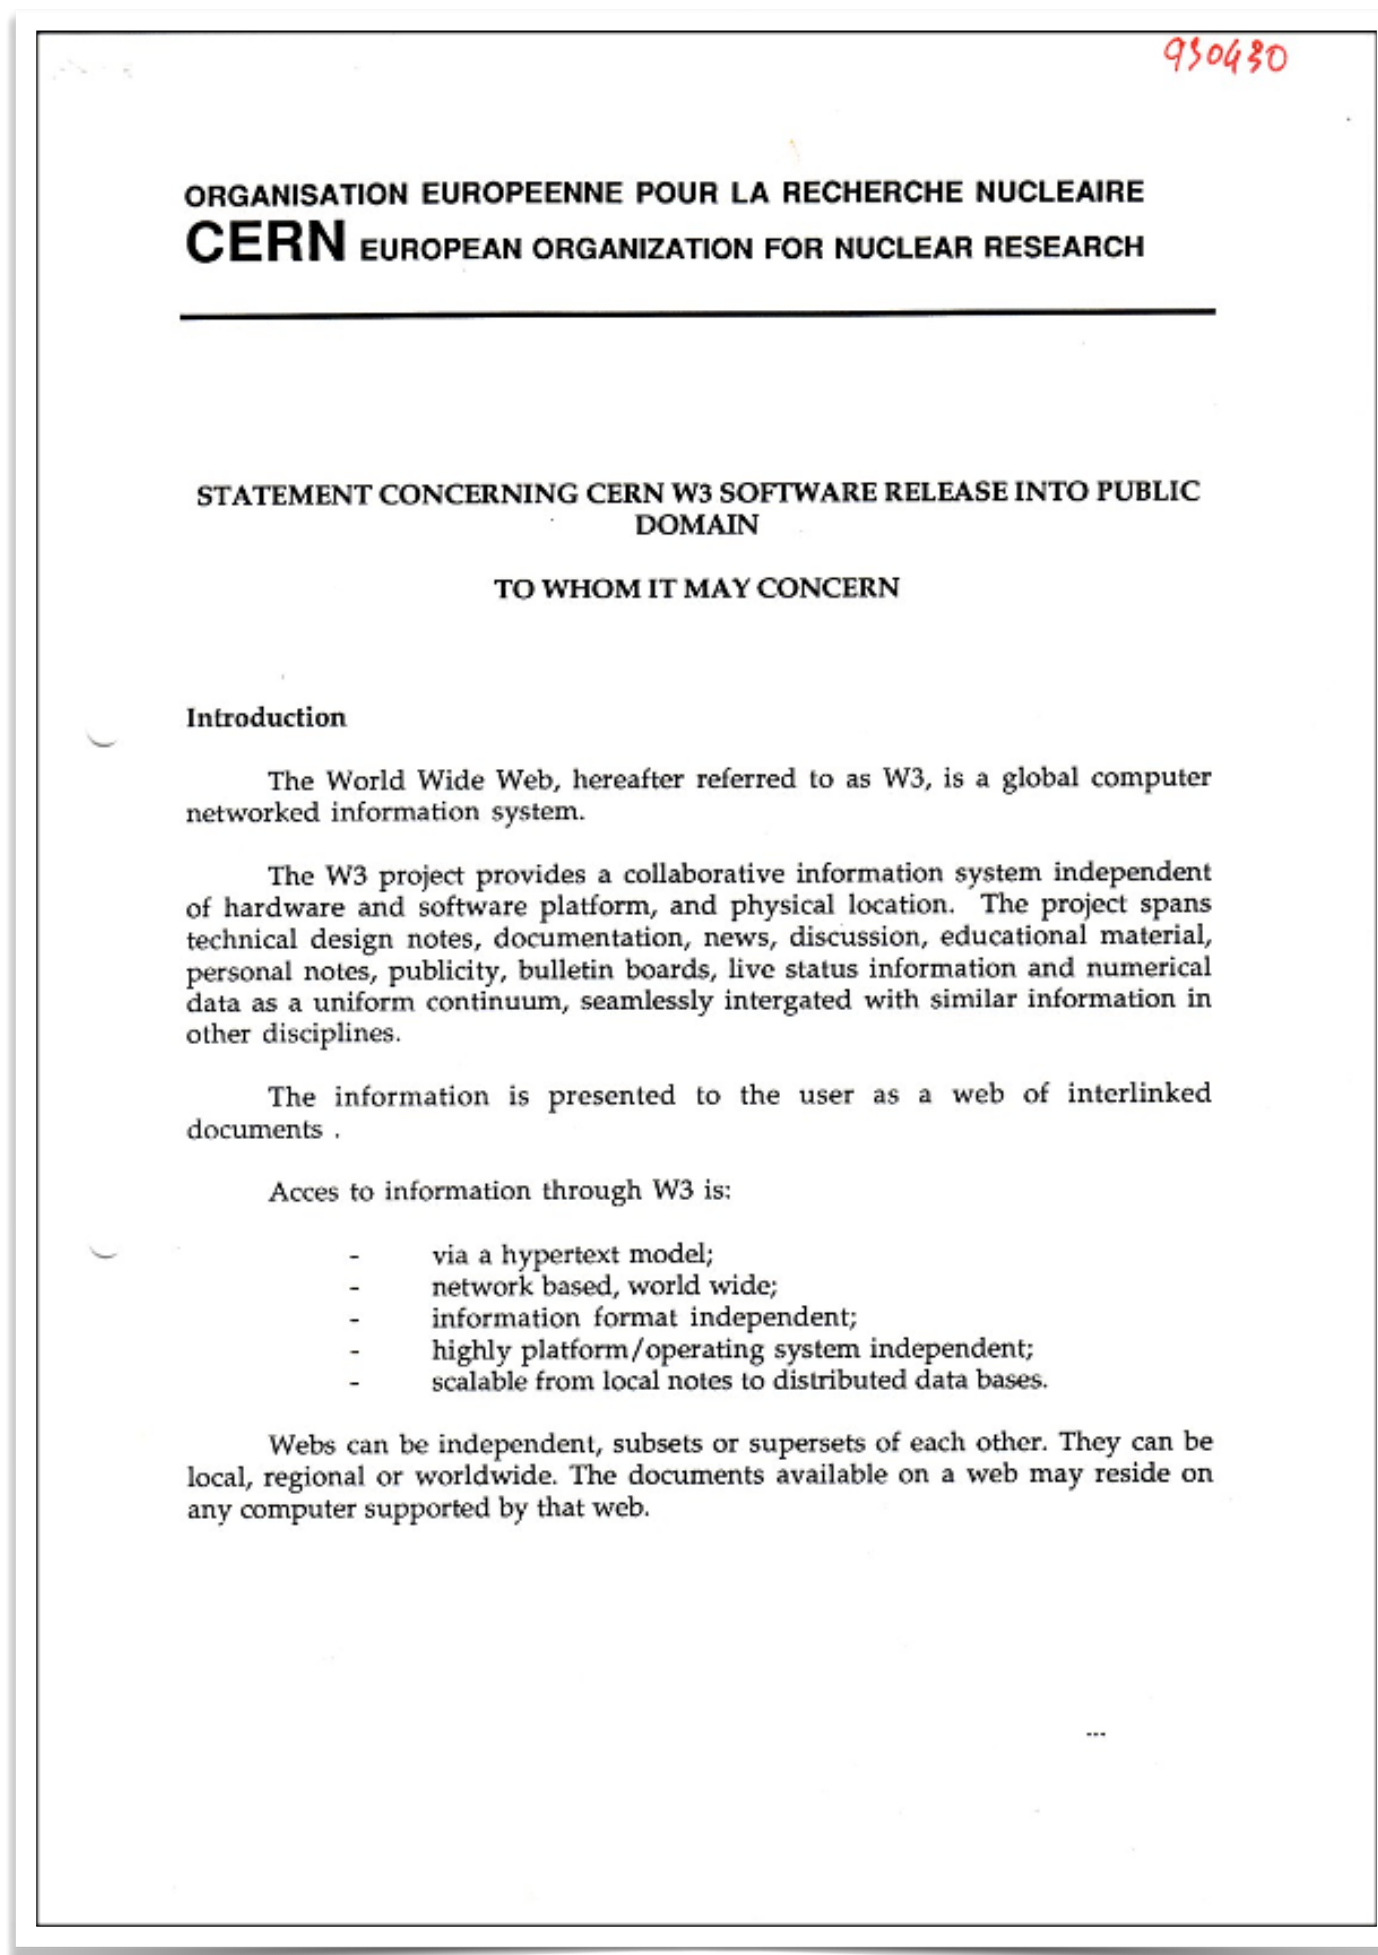 930430
ORGANISATION EUROPEENNE POUR LA RECHERCHE NUCLEAIRE
CERN EUROPEAN ORGANIZATION FOR NUCLEAR RESEARCH
STATEMENT CONCERNING CERN W3 SOFTWARE RELEASE INTO PUBLIC
DOMAIN
TO WHOM IT MAY CONCERN
Introduction
The World Wide Web, hereafter referred to as W3, is a global computer
networked information system.
The W3 project provides a collaborative information system independent
of hardware and software platform, and physical location. The project spans
technical design notes, documentation, news, discussion, educational material,
personal notes, publicity, bulletin boards, live status information and numerical
data as a uniform continuum, seamlessly intergated with similar information in
other disciplines.
The information is presented to the user as a web of interlinked
documents .
Acces to information through W3 is:
- via a hypertext model;
- network based, world wide;
- information format independent;
- highly platform/operating system independent;
- scalable from local notes to distributed data bases.
Webs can be independent, subsets or supersets of each other. They can be
local, regional or worldwide. The documents available on a web may reside on
any computer supported by that web.
---